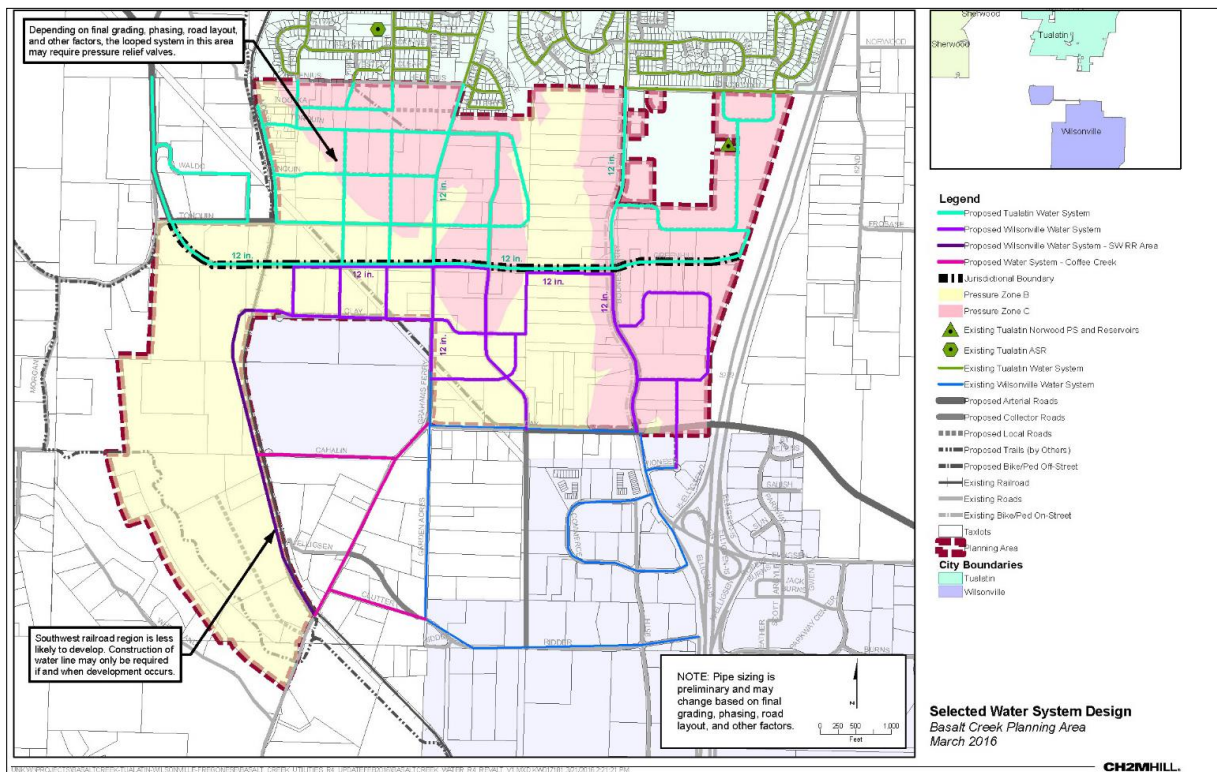 Depending on final grading, phasing, road layout,
and other factors, the looped system in this area
may require pressure relief valves.
NORWOOD
WALDO
TONQUIN
12 in.
12 in.
12 in.
12 in.
12 in.
12 in.
12 in.
12 in.
12 in.
CLAY
GRAHAMS FERRY
MORGAN
CAHALIN
GARDEN ACRES
CLUTTER
RIDDER
RIDDER
COMMERCE
BURNS
Southwest railroad region is less
likely to develop. Construction of
water line may only be required
if and when development occurs.
NOTE: Pipe sizing is
preliminary and may
change based on final
grading, phasing, road
layout, and other factors.
N
0 250 500 1,000
Feet
Sherwood
Sherwood
Tualatin
Wilsonville
Legend
Proposed Tualatin Water System
Proposed Wilsonville Water System
Proposed Wilsonville Water System - SW RR Area
Proposed Water System - Coffee Creek
Jurisdictional Boundary
Pressure Zone B
Pressure Zone C
Existing Tualatin Norwood PS and Reservoirs
Existing Tualatin ASR
Existing Tualatin Water System
Existing Wilsonville Water System
Proposed Arterial Roads
Proposed Collector Roads
Proposed Local Roads
Proposed Trails (by Others)
Proposed Bike/Ped Off-Street
Existing Railroad
Existing Roads
Existing Bike/Ped On-Street
Taxlots
Planning Area
City Boundaries
Tualatin
Wilsonville
Selected Water System Design
Basalt Creek Planning Area
March 2016
CH2MHILL.